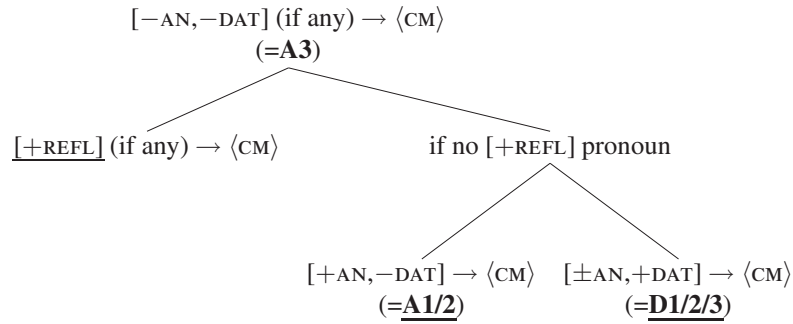 [−AN,−DAT] (if any) → ⟨CM⟩
(=A3)
[+REFL] (if any) → ⟨CM⟩
if no [+REFL] pronoun
[+AN,−DAT] → ⟨CM⟩
(=A1/2)
[±AN,+DAT] → ⟨CM⟩
(=D1/2/3)